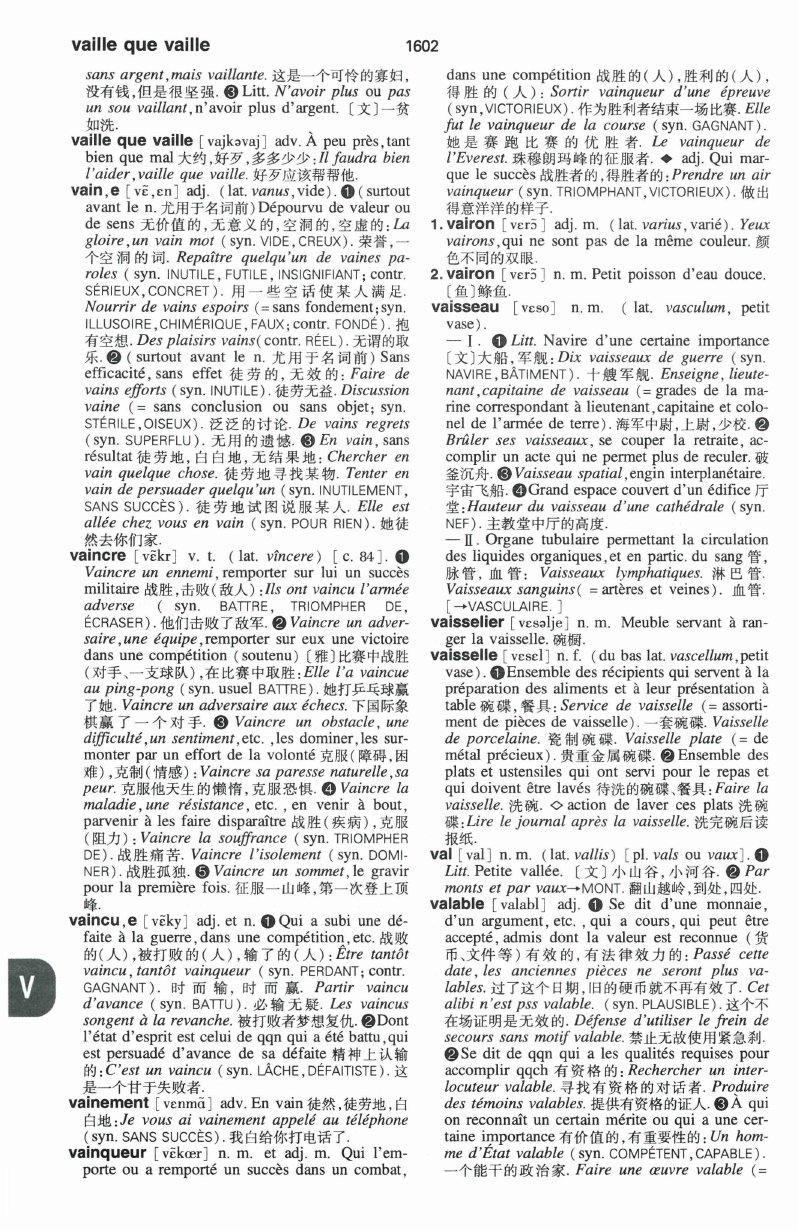 vaille que vaille
1602
sans argent, mais vaillante. 这是一个可怜的寡妇,
没有钱,但是很坚强. ❸ Litt. N'avoir plus ou pas
un sou vaillant, n'avoir plus d'argent. 〔文〕一贫
如洗.
vaille que vaille [vajkəvaj] adv. À peu près, tant
bien que mal 大约,好歹,多多少少: Il faudra bien
l'aider, vaille que vaille. 好歹应该帮帮他.
vain, e [vɛ̃, ɛn] adj. (lat. vanus, vide). ❶ (surtout
avant le n. 尤用于名词前) Dépourvu de valeur ou
de sens 无价值的,无意义的,空洞的,空虚的: La
gloire, un vain mot (syn. VIDE, CREUX). 荣誉,一
个空洞的词. Repaître quelqu'un de vaines pa-
roles (syn. INUTILE, FUTILE, INSIGNIFIANT; contr.
SÉRIEUX, CONCRET). 用一些空话使某人满足.
Nourrir de vains espoirs (= sans fondement; syn.
ILLUSOIRE, CHIMÉRIQUE, FAUX; contr. FONDÉ). 抱
有空想. Des plaisirs vains (contr. RÉEL). 无谓的取
乐. ❷ (surtout avant le n. 尤用于名词前) Sans
efficacité, sans effet 徒劳的,无效的: Faire de
vains efforts (syn. INUTILE). 徒劳无益. Discussion
vaine (= sans conclusion ou sans objet; syn.
STÉRILE, OISEUX). 泛泛的讨论. De vains regrets
(syn. SUPERFLU). 无用的遗憾. ❸ En vain, sans
résultat 徒劳地,白白地,无结果地: Chercher en
vain quelque chose. 徒劳地寻找某物. Tenter en
vain de persuader quelqu'un (syn. INUTILEMENT,
SANS SUCCÈS). 徒劳地试图说服某人. Elle est
allée chez vous en vain (syn. POUR RIEN). 她徒
然去你们家.
vaincre [vɛ̃kr] v. t. (lat. vîncere) [c. 84]. ❶
Vaincre un ennemi, remporter sur lui un succès
militaire 战胜,击败(敌人): Ils ont vaincu l'armée
adverse (syn. BATTRE, TRIOMPHER DE,
ÉCRASER). 他们击败了敌军. ❷ Vaincre un adver-
saire, une équipe, remporter sur eux une victoire
dans une compétition (soutenu) 〔雅〕比赛中战胜
(对手、一支球队),在比赛中取胜: Elle l'a vaincue
au ping-pong (syn. usuel BATTRE). 她打乒乓球赢
了她. Vaincre un adversaire aux échecs. 下国际象
棋赢了一个对手. ❸ Vaincre un obstacle, une
difficulté, un sentiment, etc., les dominer, les sur-
monter par un effort de la volonté 克服(障碍,困
难),克制(情感): Vaincre sa paresse naturelle, sa
peur. 克服他天生的懒惰,克服恐惧. ❹ Vaincre la
maladie, une résistance, etc., en venir à bout,
parvenir à les faire disparaître 战胜(疾病),克服
(阻力): Vaincre la souffrance (syn. TRIOMPHER
DE). 战胜痛苦. Vaincre l'isolement (syn. DOMI-
NER). 战胜孤独. ❺ Vaincre un sommet, le gravir
pour la première fois. 征服一山峰,第一次登上顶
峰.
vaincu, e [vɛ̃ky] adj. et n. ❶ Qui a subi une dé-
faite à la guerre, dans une compétition, etc. 战败
的(人),被打败的(人),输了的(人): Être tantôt
vaincu, tantôt vainqueur (syn. PERDANT; contr.
GAGNANT). 时而输,时而赢. Partir vaincu
d'avance (syn. BATTU). 必输无疑. Les vaincus
songent à la revanche. 被打败者梦想复仇. ❷ Dont
l'état d'esprit est celui de qqn qui a été battu, qui
est persuadé d'avance de sa défaite 精神上认输
的: C'est un vaincu (syn. LÂCHE, DÉFAITISTE). 这
是一个甘于失败者.
vainement [vɛnmɑ̃] adv. En vain 徒然,徒劳地,白
白地: Je vous ai vainement appelé au téléphone
(syn. SANS SUCCÈS). 我白给你打电话了.
vainqueur [vɛ̃kœr] n. m. et adj. m. Qui l'em-
porte ou a remporté un succès dans un combat,
V
dans une compétition 战胜的(人),胜利的(人),
得胜的(人): Sortir vainqueur d'une épreuve
(syn, VICTORIEUX). 作为胜利者结束一场比赛. Elle
fut le vainqueur de la course (syn. GAGNANT).
她是赛跑比赛的优胜者. Le vainqueur de
l'Everest. 珠穆朗玛峰的征服者. ◆ adj. Qui mar-
que le succès 战胜者的,得胜者的: Prendre un air
vainqueur (syn. TRIOMPHANT, VICTORIEUX). 做出
得意洋洋的样子.
1. vairon [vɛrɔ̃] adj. m. (lat. varius, varié). Yeux
vairons, qui ne sont pas de la même couleur. 颜
色不同的双眼.
2. vairon [vɛrɔ̃] n. m. Petit poisson d'eau douce.
〔鱼〕鲦鱼.
vaisseau [vɛso] n. m. (lat. vasculum, petit
vase).
— Ⅰ. ❶ Litt. Navire d'une certaine importance
〔文〕大船,军舰: Dix vaisseaux de guerre (syn.
NAVIRE, BÂTIMENT). 十艘军舰. Enseigne, lieute-
nant, capitaine de vaisseau (= grades de la ma-
rine correspondant à lieutenant, capitaine et colo-
nel de l'armée de terre). 海军中尉,上尉,少校. ❷
Brûler ses vaisseaux, se couper la retraite, ac-
complir un acte qui ne permet plus de reculer. 破
釜沉舟. ❸ Vaisseau spatial, engin interplanétaire.
宇宙飞船. ❹ Grand espace couvert d'un édifice 厅
堂: Hauteur du vaisseau d'une cathédrale (syn.
NEF). 主教堂中厅的高度.
— Ⅱ. Organe tubulaire permettant la circulation
des liquides organiques, et en partic. du sang 管,
脉管,血管: Vaisseaux lymphatiques. 淋巴管.
Vaisseaux sanguins (= artères et veines). 血管.
[→VASCULAIRE.]
vaisselier [vɛsəlje] n. m. Meuble servant à ran-
ger la vaisselle. 碗橱.
vaisselle [vɛsɛl] n. f. (du bas lat. vascellum, petit
vase). ❶ Ensemble des récipients qui servent à la
préparation des aliments et à leur présentation à
table 碗碟,餐具: Service de vaisselle (= assorti-
ment de pièces de vaisselle). 一套碗碟. Vaisselle
de porcelaine. 瓷制碗碟. Vaisselle plate (= de
métal précieux). 贵重金属碗碟. ❷ Ensemble des
plats et ustensiles qui ont servi pour le repas et
qui doivent être lavés 待洗的碗碟、餐具: Faire la
vaisselle. 洗碗. ◇ action de laver ces plats 洗碗
碟: Lire le journal après la vaisselle. 洗完碗后读
报纸.
val [val] n. m. (lat. vallis) [pl. vals ou vaux]. ❶
Litt. Petite vallée. 〔文〕小山谷,小河谷. ❷ Par
monts et par vaux→MONT. 翻山越岭,到处,四处.
valable [valabl] adj. ❶ Se dit d'une monnaie,
d'un argument, etc., qui a cours, qui peut être
accepté, admis dont la valeur est reconnue (货
币、文件等)有效的,有法律效力的: Passé cette
date, les anciennes pièces ne seront plus va-
lables. 过了这个日期,旧的硬币就不再有效了. Cet
alibi n'est pss valable. (syn. PLAUSIBLE). 这个不
在场证明是无效的. Défense d'utiliser le frein de
secours sans motif valable. 禁止无故使用紧急刹.
❷ Se dit de qqn qui a les qualités requises pour
accomplir qqch 有资格的: Rechercher un inter-
locuteur valable. 寻找有资格的对话者. Produire
des témoins valables. 提供有资格的证人. ❸ À qui
on reconnaît un certain mérite ou qui a une cer-
taine importance 有价值的,有重要性的: Un hom-
me d'État valable (syn. COMPÉTENT, CAPABLE).
一个能干的政治家. Faire une œuvre valable (=